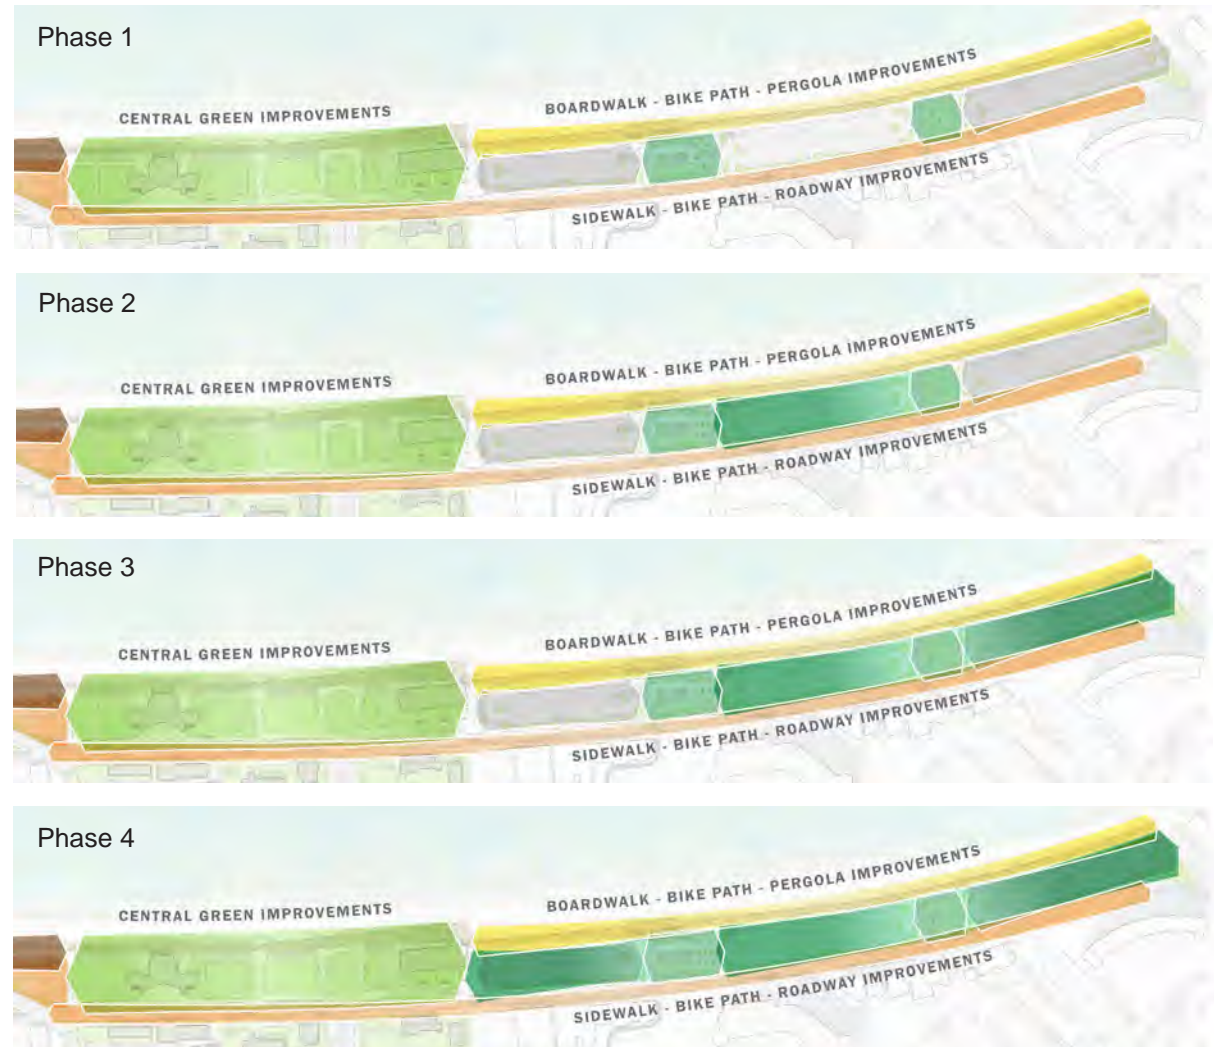 Phase 1
CENTRAL GREEN IMPROVEMENTS
BOARDWALK - BIKE PATH - PERGOLA IMPROVEMENTS
SIDEWALK - BIKE PATH - ROADWAY IMPROVEMENTS
Phase 2
CENTRAL GREEN IMPROVEMENTS
BOARDWALK - BIKE PATH - PERGOLA IMPROVEMENTS
SIDEWALK - BIKE PATH - ROADWAY IMPROVEMENTS
Phase 3
CENTRAL GREEN IMPROVEMENTS
BOARDWALK - BIKE PATH - PERGOLA IMPROVEMENTS
SIDEWALK - BIKE PATH - ROADWAY IMPROVEMENTS
Phase 4
CENTRAL GREEN IMPROVEMENTS
BOARDWALK - BIKE PATH - PERGOLA IMPROVEMENTS
SIDEWALK - BIKE PATH - ROADWAY IMPROVEMENTS